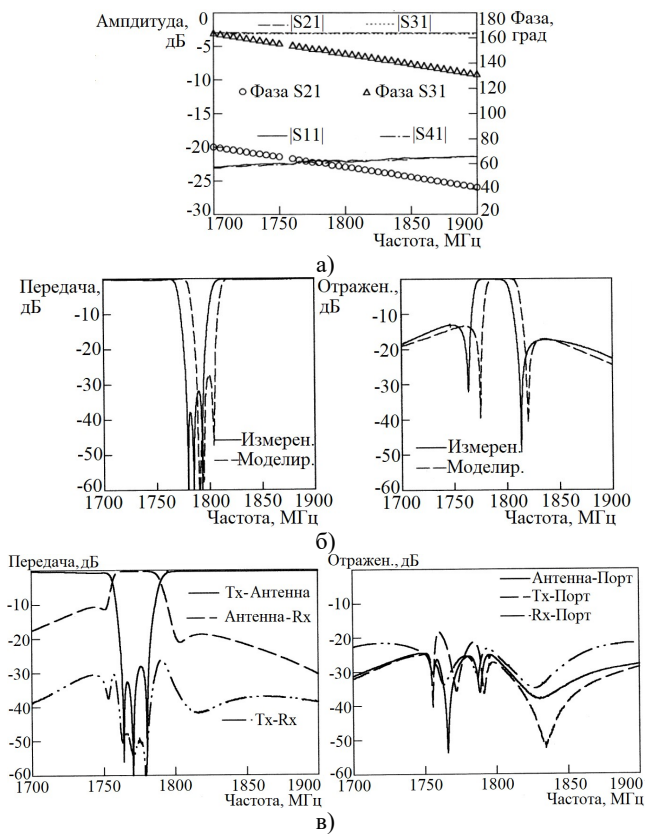 Ампдитуда, дБ
0
-5
-10
-15
-20
-25
-30
|S21|
|S31|
180 Фаза,
160 град
140
120
100
80
60
40
20
○ Фаза S21
△ Фаза S31
|S11|
|S41|
1700 1750 1800 1850 1900
Частота, МГц
а)
Передача,
дБ
-10
-20
-30
-40
-50
-60
Измерен.
Моделир.
1700 1750 1800 1850 1900
Частота, МГц
Отражен.,
дБ
-10
-20
-30
-40
-50
-60
Измерен.
Моделир.
1700 1750 1800 1850 1900
Частота, МГц
б)
Передача,дБ
-10
-20
-30
-40
-50
-60
Tx-Антенна
Антенна-Rx
Tx-Rx
1700 1750 1800 1850 1900
Частота, МГц
Отражен.,дБ
-10
-20
-30
-40
-50
-60
Антенна-Порт
Tx-Порт
Rx-Порт
1700 1750 1800 1850 1900
Частота, МГц
в)